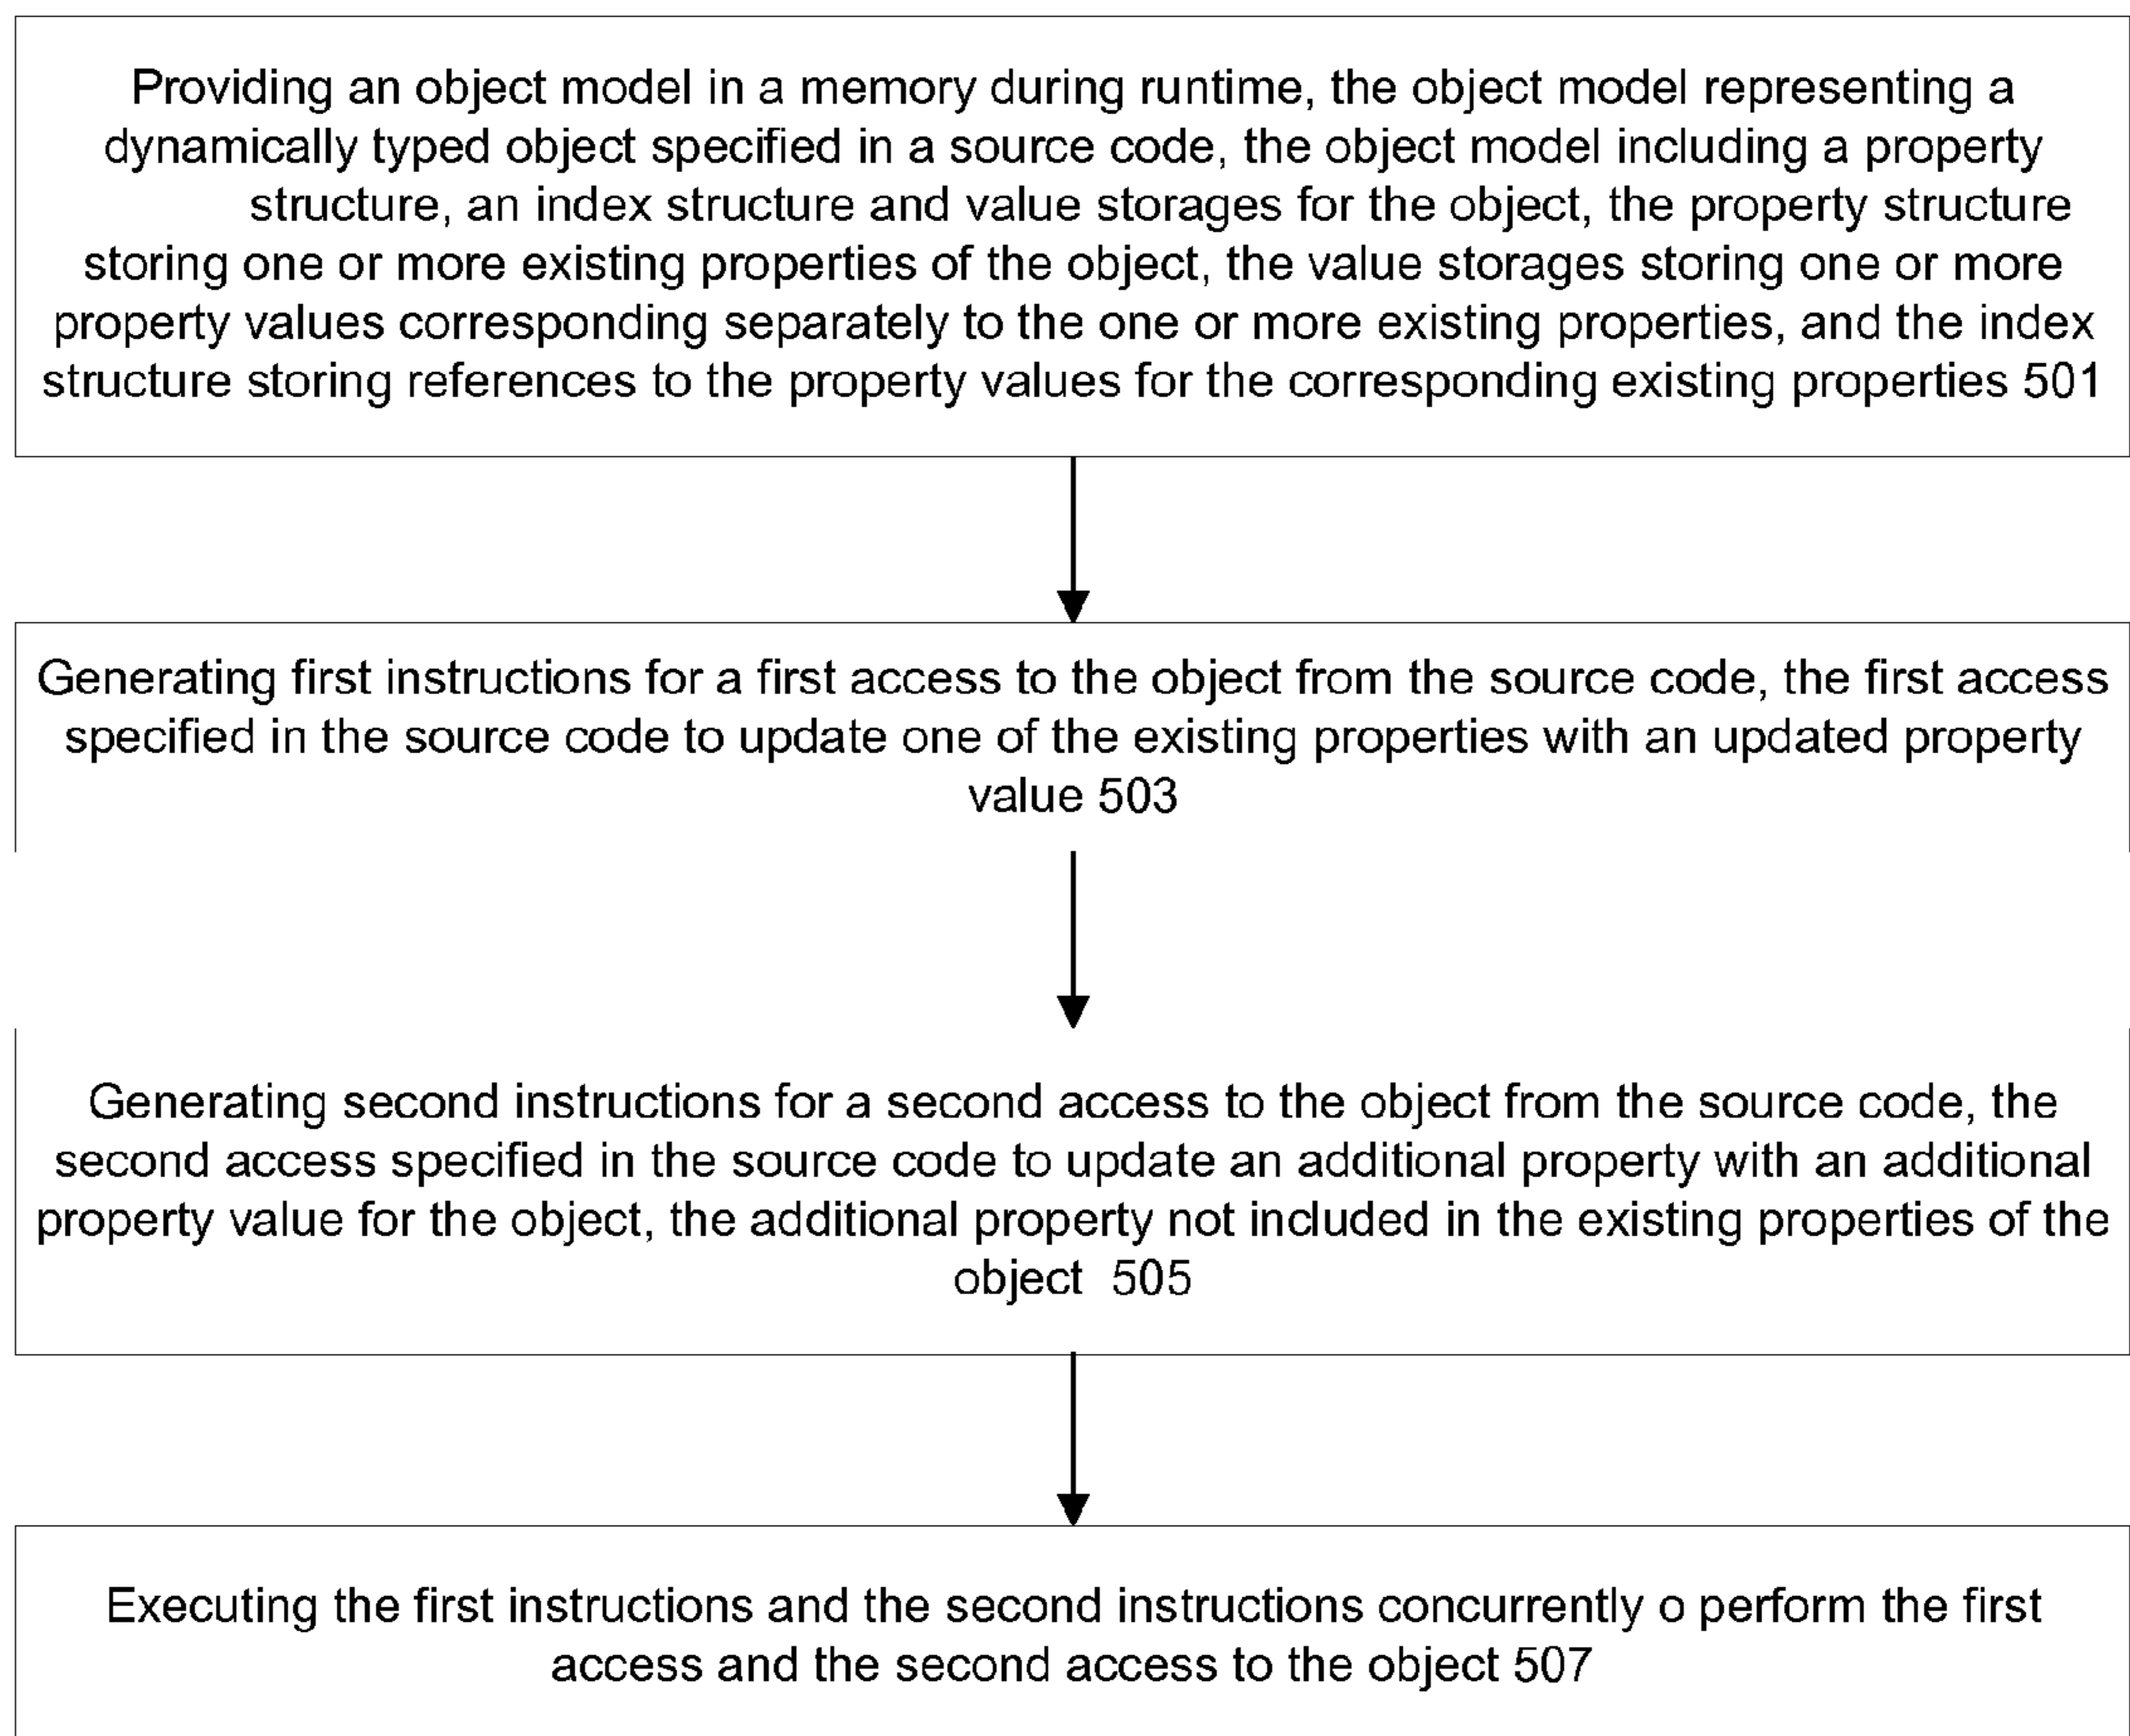 Providing an object model in a memory during runtime, the object model representing a
dynamically typed object specified in a source code, the object model including a property
structure, an index structure and value storages for the object, the property structure
storing one or more existing properties of the object, the value storages storing one or more
property values corresponding separately to the one or more existing properties, and the index
structure storing references to the property values for the corresponding existing properties 501
Generating first instructions for a first access to the object from the source code, the first access
specified in the source code to update one of the existing properties with an updated property
value 503
Generating second instructions for a second access to the object from the source code, the
second access specified in the source code to update an additional property with an additional
property value for the object, the additional property not included in the existing properties of the
object 505
Executing the first instructions and the second instructions concurrently o perform the first
access and the second access to the object 507